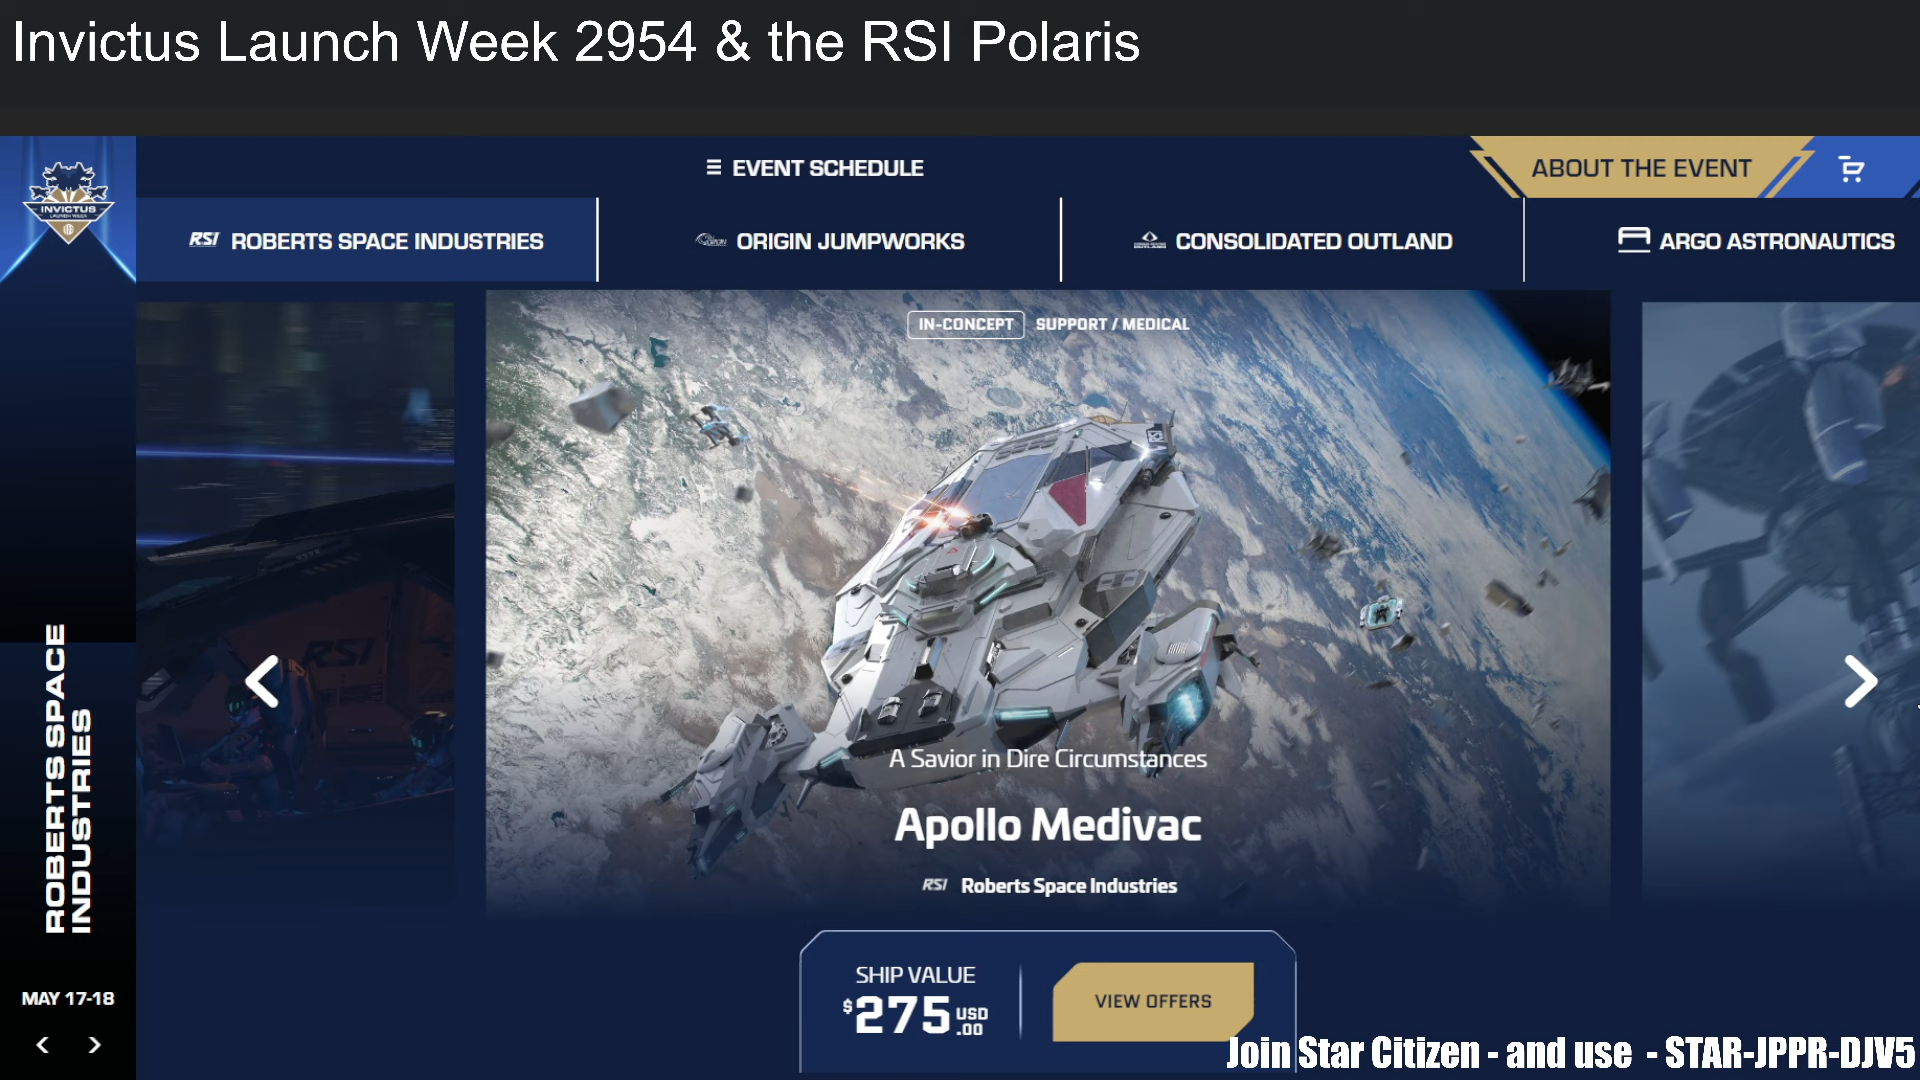 Invictus Launch Week 2954 & the RSI Polaris
INVICTUS
LAUNCH WEEK
EVENT SCHEDULE
ABOUT THE EVENT
RSI ROBERTS SPACE INDUSTRIES
ORIGIN JUMPWORKS
CONSOLIDATED OUTLAND
ARGO ASTRONAUTICS
IN-CONCEPT SUPPORT / MEDICAL
RSI
A Savior in Dire Circumstances
Apollo Medivac
RSI Roberts Space Industries
ROBERTS SPACE
INDUSTRIES
MAY 17-18
SHIP VALUE
$275 USD .00
VIEW OFFERS
Join Star Citizen - and use - STAR-JPPR-DJV5